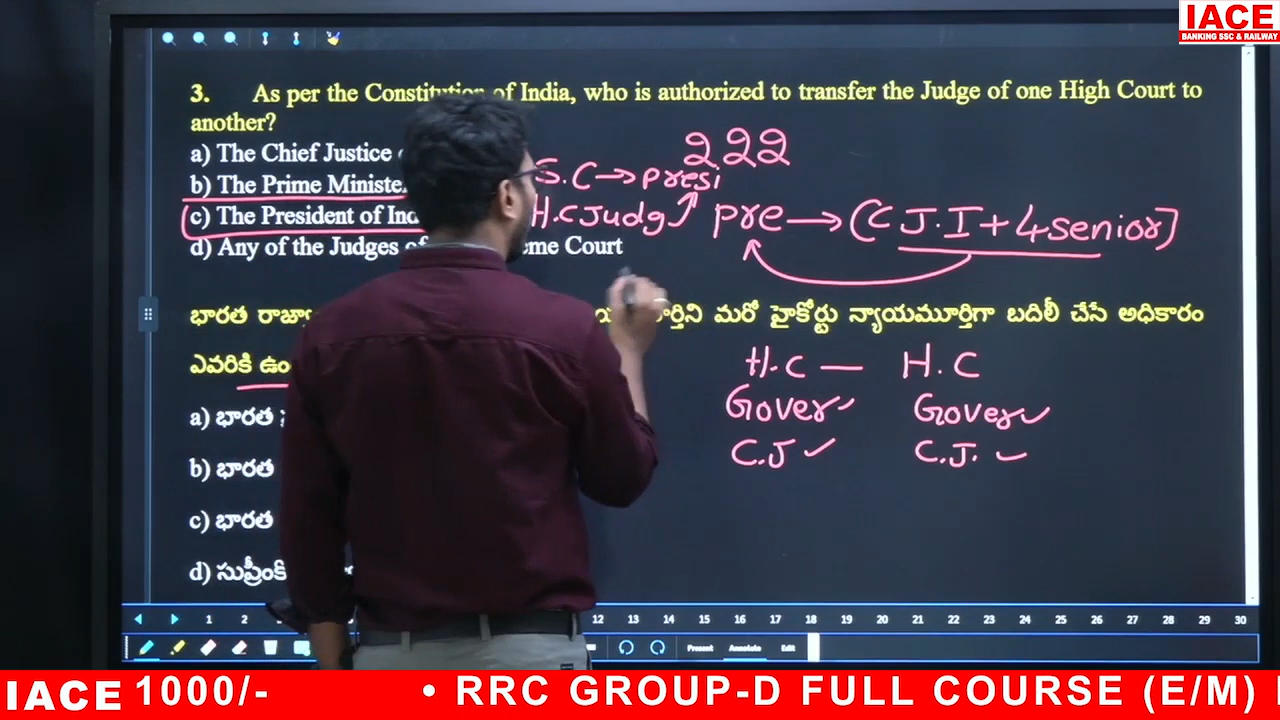 IACE
BANKING SSC & RAILWAY
3. As per the Constitution of India, who is authorized to transfer the Judge of one High Court to
another?
a) The Chief Justice
b) The Prime Minister
c) The President of
d) Any of the Judges of Court
222
S.C → presi
H.C Judg pre → (C J.I + 4 senior]
భారత మరో హైకోర్టు న్యాయమూర్తిగా బదిలీ చేసే అధికారం
ఎవరికి
H.C — H.C
Gover Gover
C.J C.J.
a) భారత
b) భారత
c) భారత
d)
1 2 12 13 14 15 16 17 18 19 20 21 22 23 24 25 26 27 28 29 30
Present Annotate Edit
IACE 1000/- • RRC GROUP-D FULL COURSE (E/M)